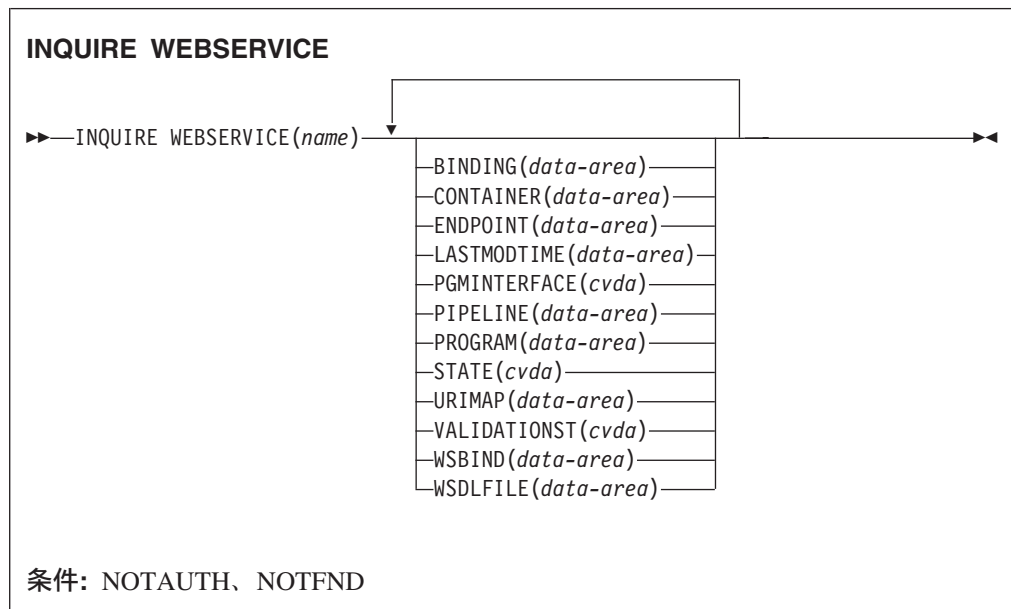 INQUIRE WEBSERVICE
INQUIRE WEBSERVICE(name)
BINDING(data-area)
CONTAINER(data-area)
ENDPOINT(data-area)
LASTMODTIME(data-area)
PGMINTERFACE(cvda)
PIPELINE(data-area)
PROGRAM(data-area)
STATE(cvda)
URIMAP(data-area)
VALIDATIONST(cvda)
WSBIND(data-area)
WSDLFILE(data-area)
条件: NOTAUTH、NOTFND